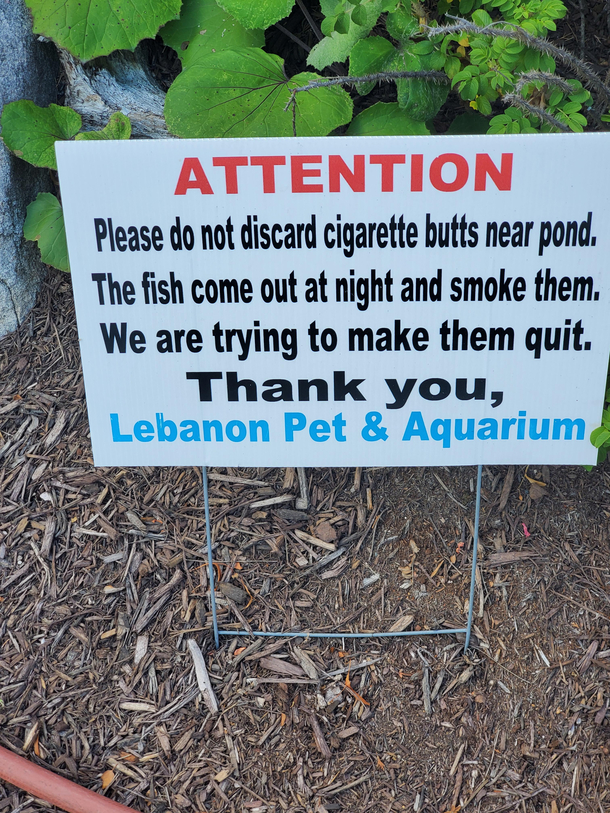 ATTENTION
Please do not discard cigarette butts near pond.
The fish come out at night and smoke them.
We are trying to make them quit.
Thank you,
Lebanon Pet & Aquarium